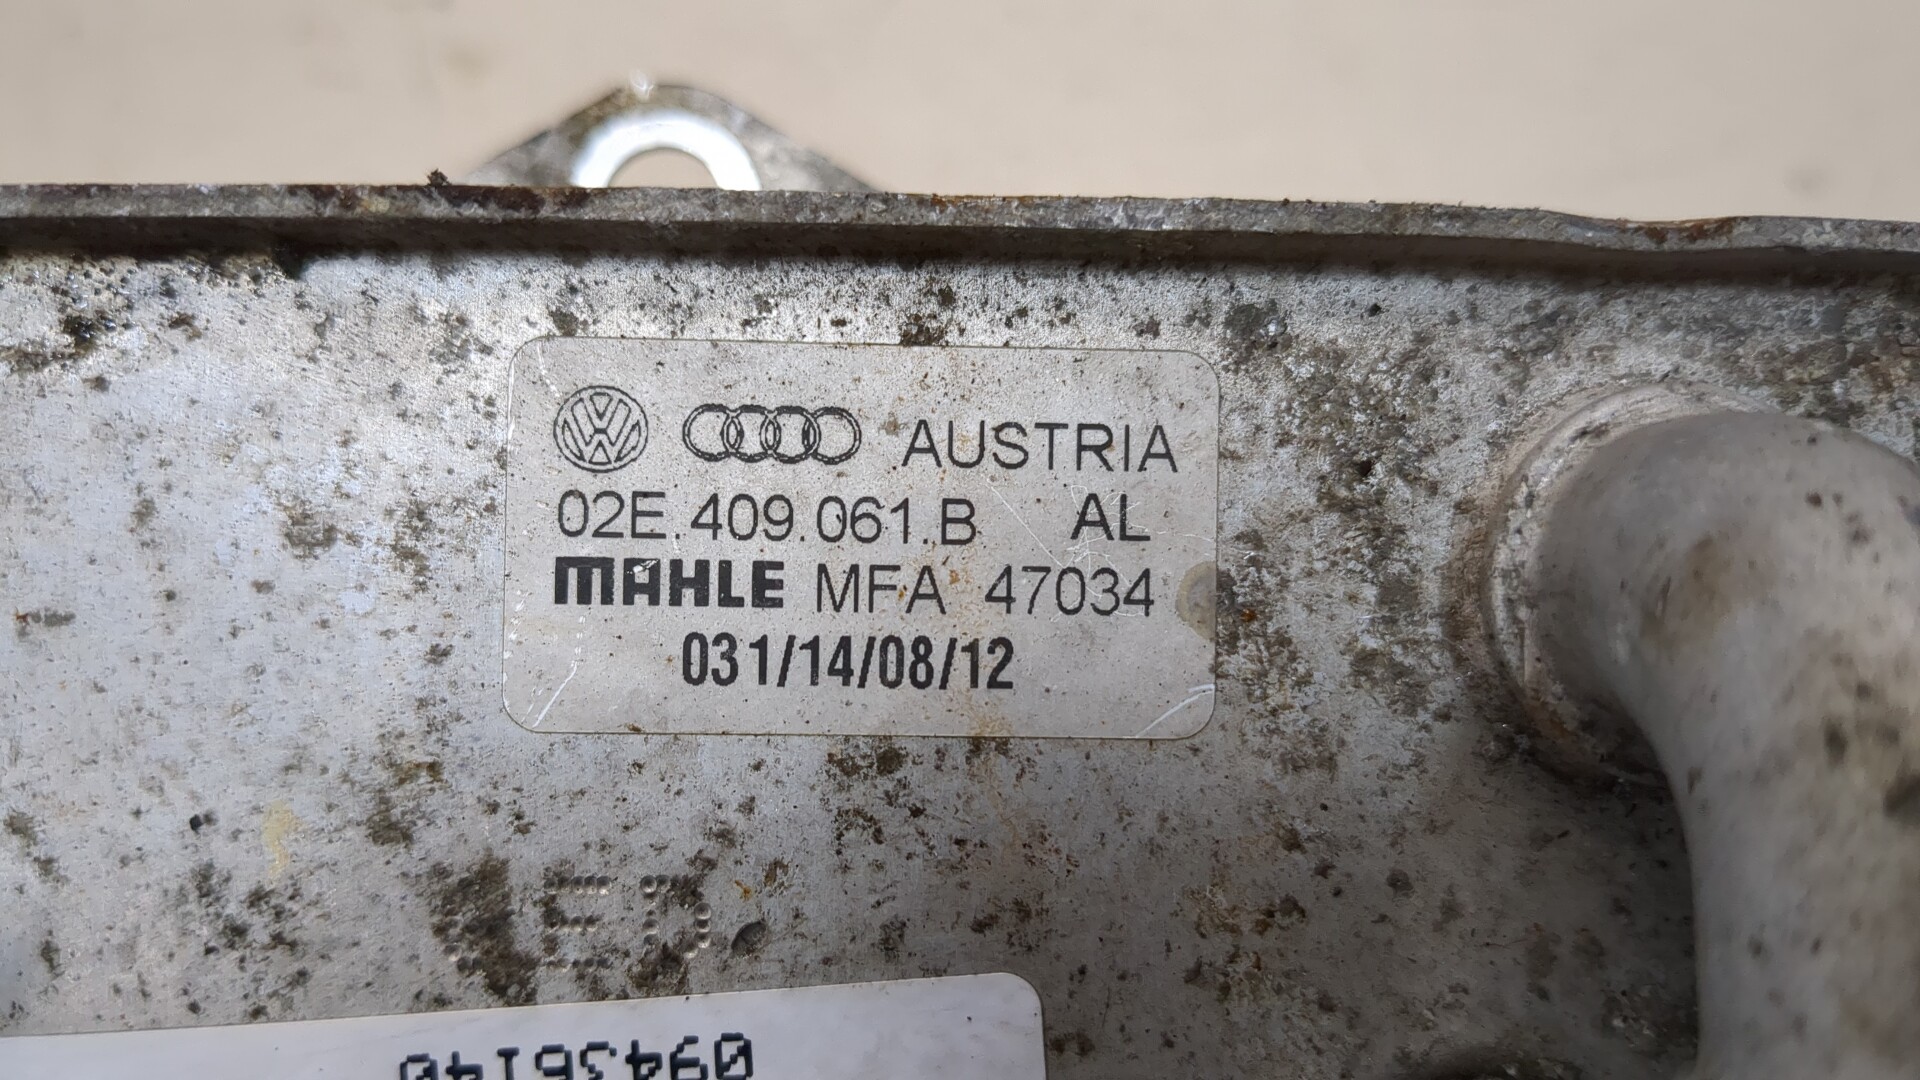 AUSTRIA
02E.409.061.B AL
MAHLE MFA 47034
031/14/08/12